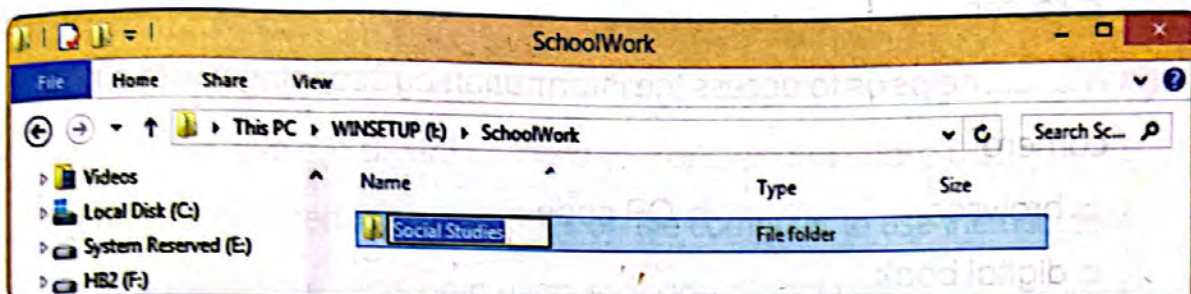 SchoolWork
File Home Share View
This PC WINSETUP (I:) SchoolWork Search Sc...
Videos Name Type Size
Local Disk (C:) Social Studies File folder
System Reserved (E:)
HB2 (F:)